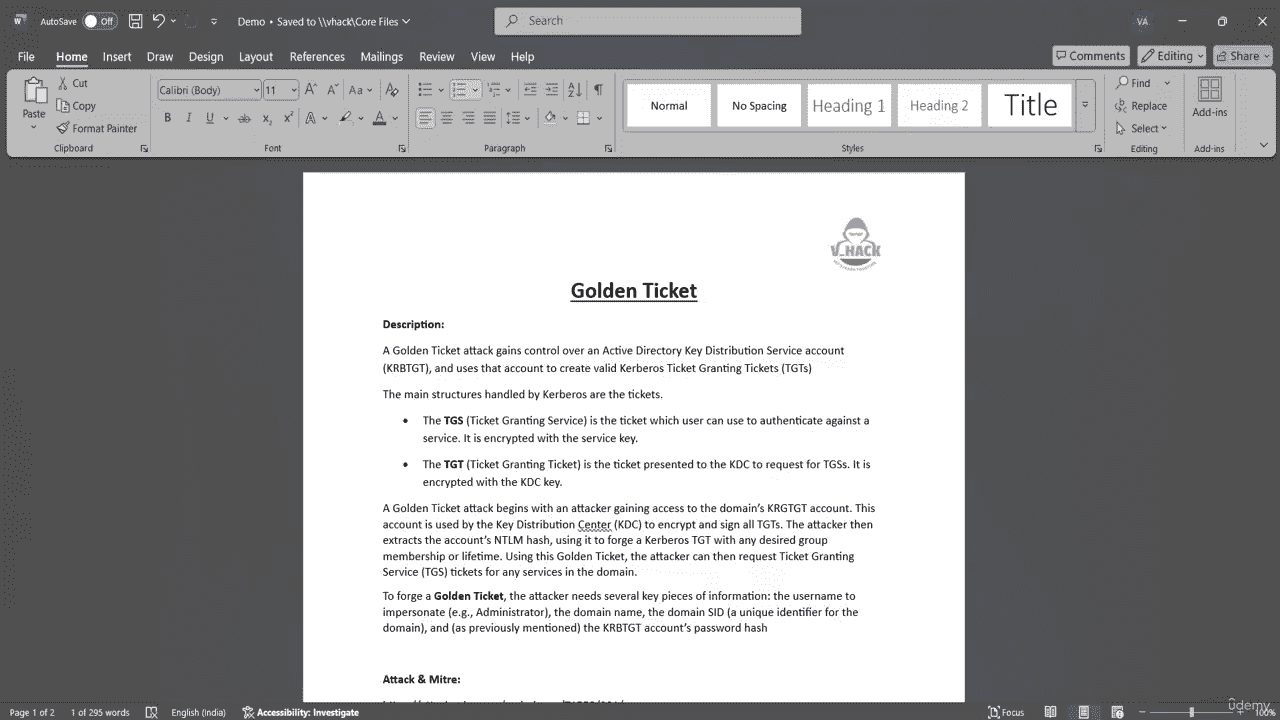 AutoSave Off Demo • Saved to \\vhack\Core Files Search VA
File Home Insert Draw Design Layout References Mailings Review View Help Comments Editing Share
Paste Cut Copy Format Painter
Calibri (Body) 11
Normal No Spacing Heading 1 Heading 2 Title
Find Replace Select Add-ins
Clipboard Font Paragraph Styles Editing Add-ins
V_HACK
Golden Ticket
Description:
A Golden Ticket attack gains control over an Active Directory Key Distribution Service account
(KRBTGT), and uses that account to create valid Kerberos Ticket Granting Tickets (TGTs)
The main structures handled by Kerberos are the tickets.
• The TGS (Ticket Granting Service) is the ticket which user can use to authenticate against a
service. It is encrypted with the service key.
• The TGT (Ticket Granting Ticket) is the ticket presented to the KDC to request for TGSs. It is
encrypted with the KDC key.
A Golden Ticket attack begins with an attacker gaining access to the domain’s KRGTGT account. This
account is used by the Key Distribution Center (KDC) to encrypt and sign all TGTs. The attacker then
extracts the account’s NTLM hash, using it to forge a Kerberos TGT with any desired group
membership or lifetime. Using this Golden Ticket, the attacker can then request Ticket Granting
Service (TGS) tickets for any services in the domain.
To forge a Golden Ticket, the attacker needs several key pieces of information: the username to
impersonate (e.g., Administrator), the domain name, the domain SID (a unique identifier for the
domain), and (as previously mentioned) the KRBTGT account’s password hash
Attack & Mitre:
Page 1 of 2 1 of 295 words English (India) Accessibility: Investigate Focus 100%
Udemy